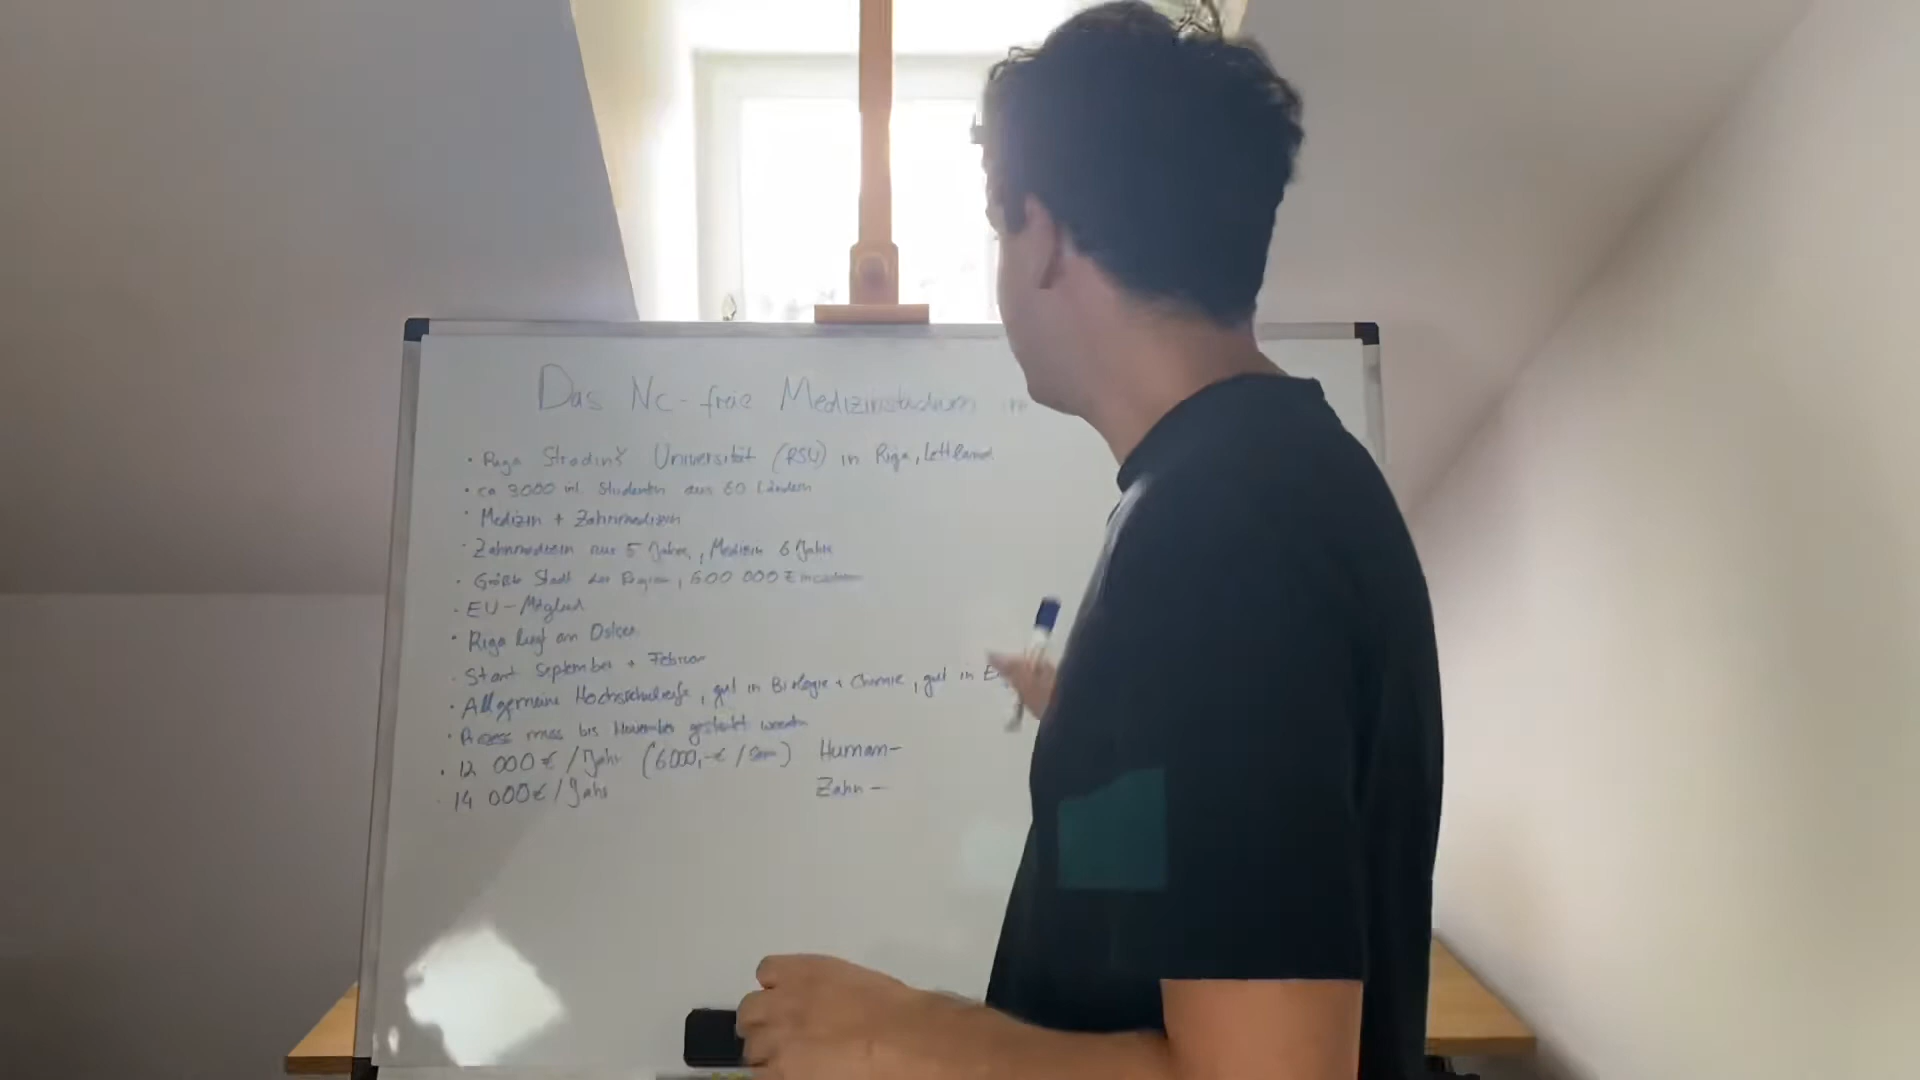 Das Nc-freie Medizinstudium in
• Riga Stradinš Universität (RSU) in Riga, Lettland
• ca 3000 int. Studenten aus 60 Ländern
• Medizin + Zahnmedizin
• Zahnmedizin nur 5 Jahre, Medizin 6 Jahre
• Größte Stadt der Region, 600 000 Einwohner
• EU-Mitglied
• Riga liegt an Ostsee
• Start September + Februar
• Allgemeine Hochschulreife, gut in Biologie + Chemie, gut in
• Prozess muss bis November gestartet werden
• 12 000€/Jahr (6000,-€/Sem) Human-
• 14 000€/Jahr Zahn-